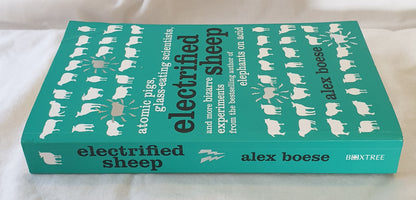 atomic pigs,
glass-eating scientists,
electrified
sheep
and more bizarre
experiments
from the bestselling author of
elephants on acid
alex boese
electrified
sheep
alex boese
BOXTREE